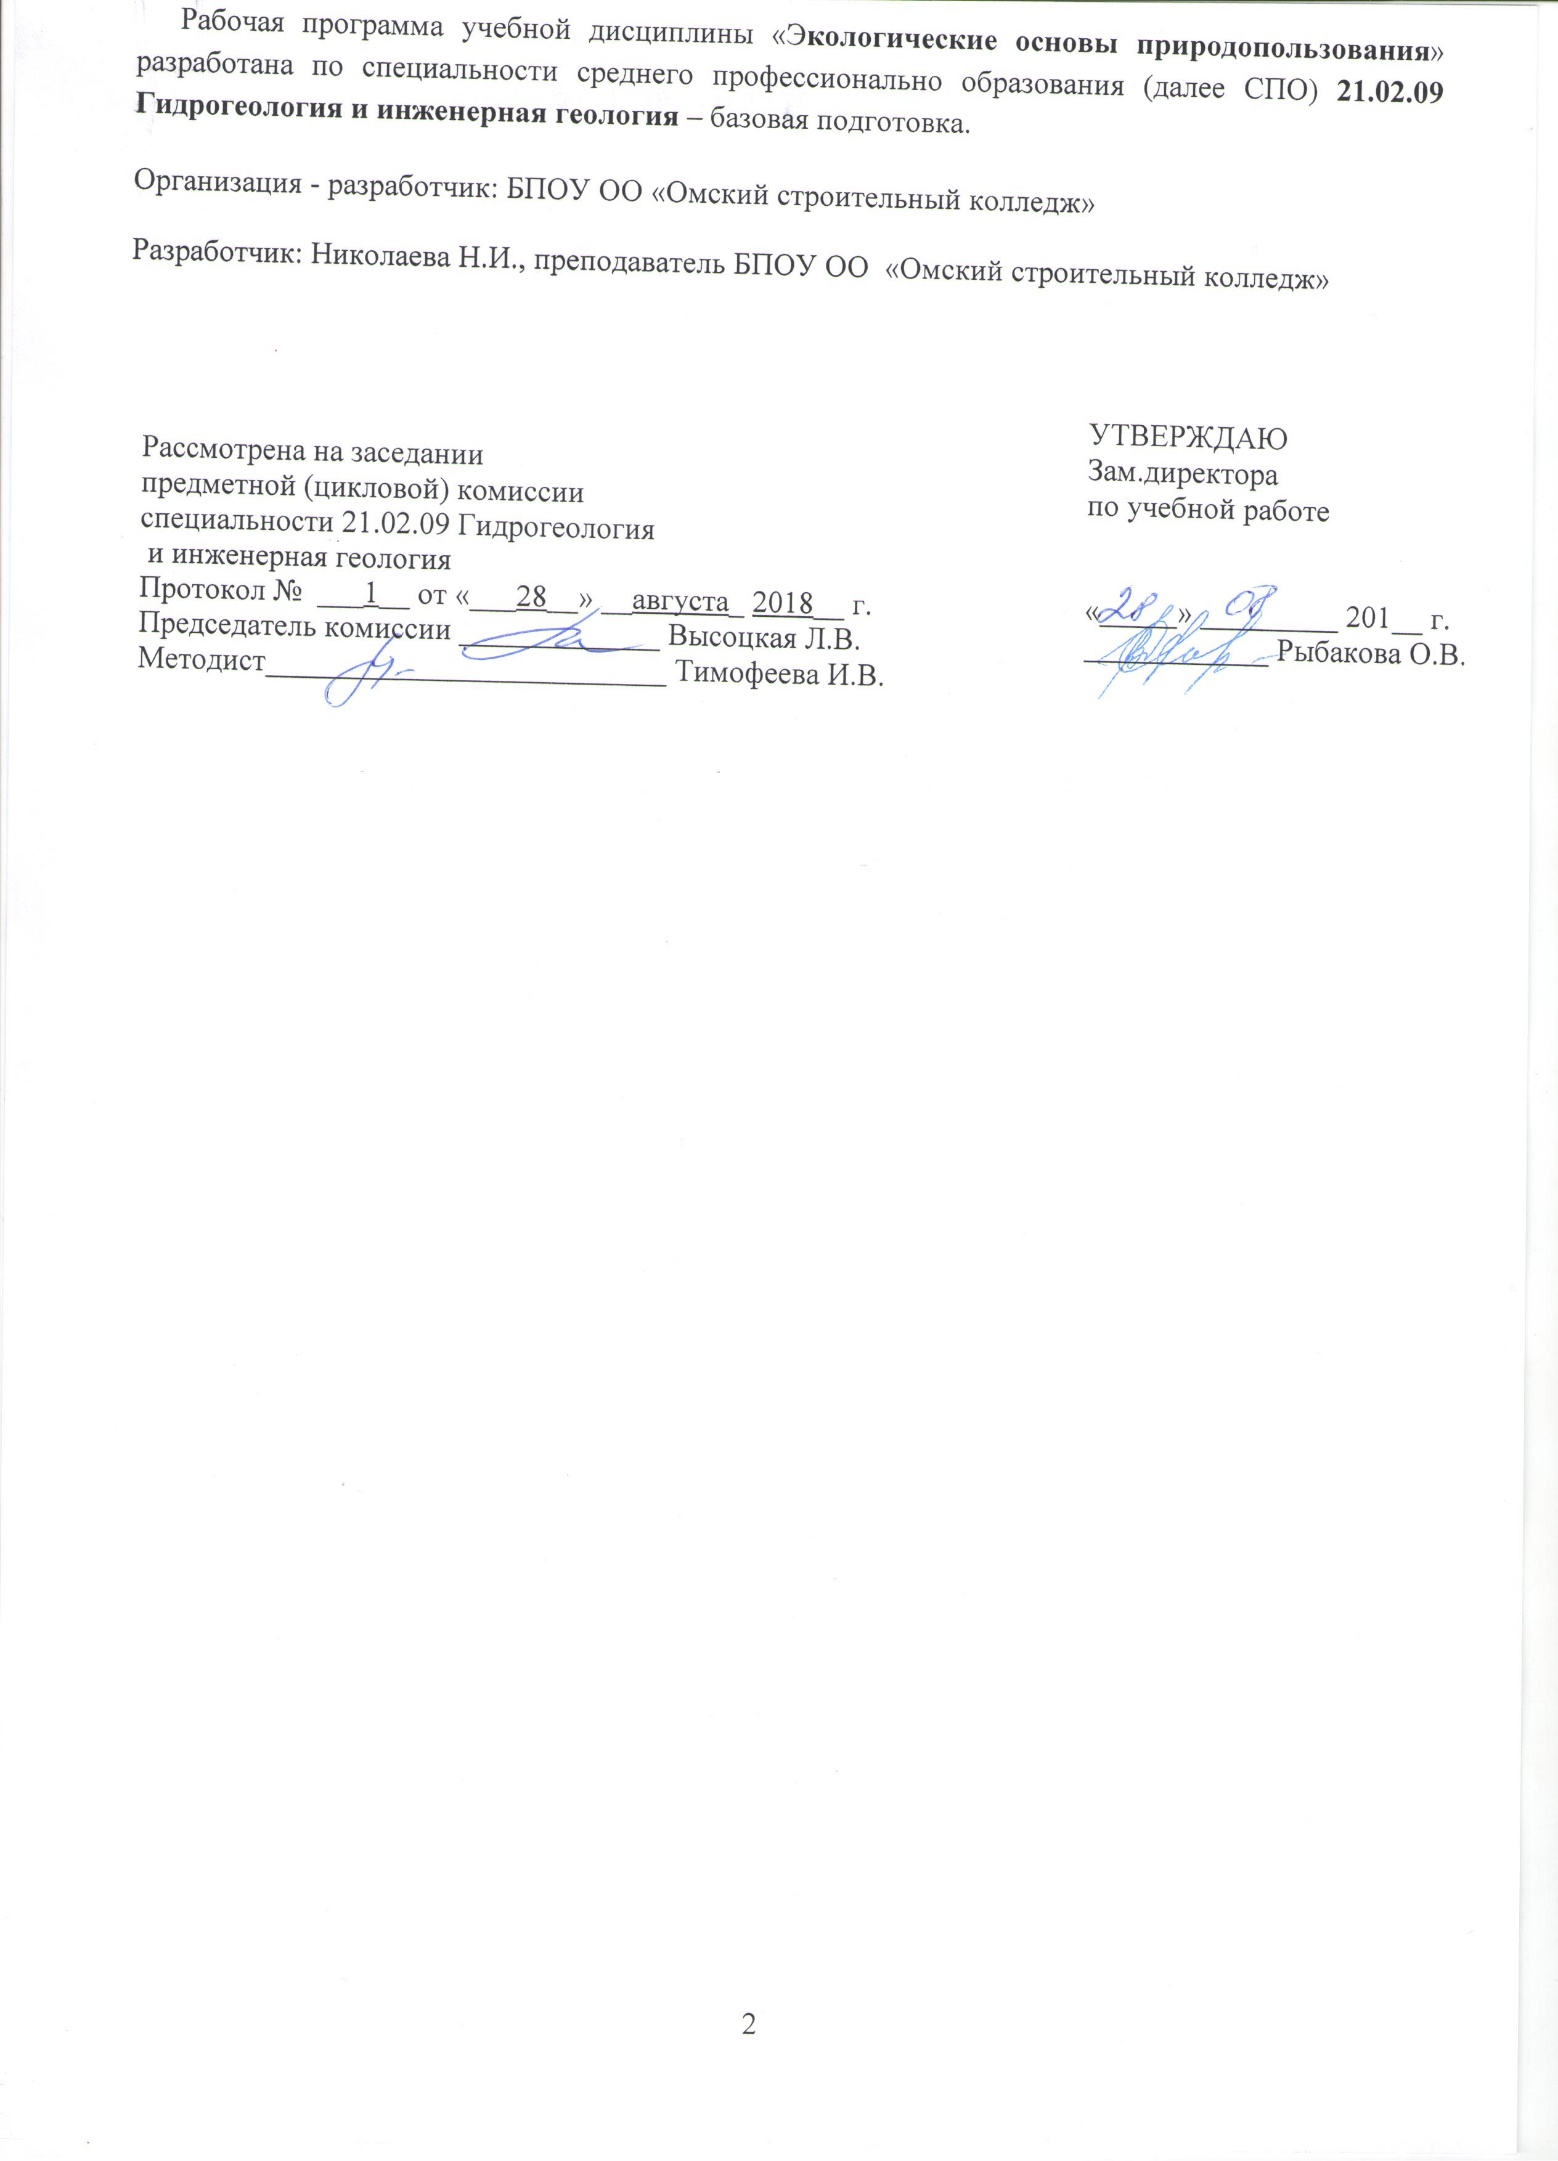 Рабочая программа учебной дисциплины «Экологические основы природопользования»
разработана по специальности среднего профессионально образования (далее СПО) 21.02.09
Гидрогеология и инженерная геология – базовая подготовка.
Организация - разработчик: БПОУ ОО «Омский строительный колледж»
Разработчик: Николаева Н.И., преподаватель БПОУ ОО «Омский строительный колледж»
Рассмотрена на заседании
предметной (цикловой) комиссии
специальности 21.02.09 Гидрогеология
и инженерная геология
Протокол № ___1__ от «___28__» __августа_ 2018__ г.
Председатель комиссии _____________ Высоцкая Л.В.
Методист__________________________ Тимофеева И.В.
УТВЕРЖДАЮ
Зам.директора
по учебной работе
«28» 08 201__ г.
____________ Рыбакова О.В.
2